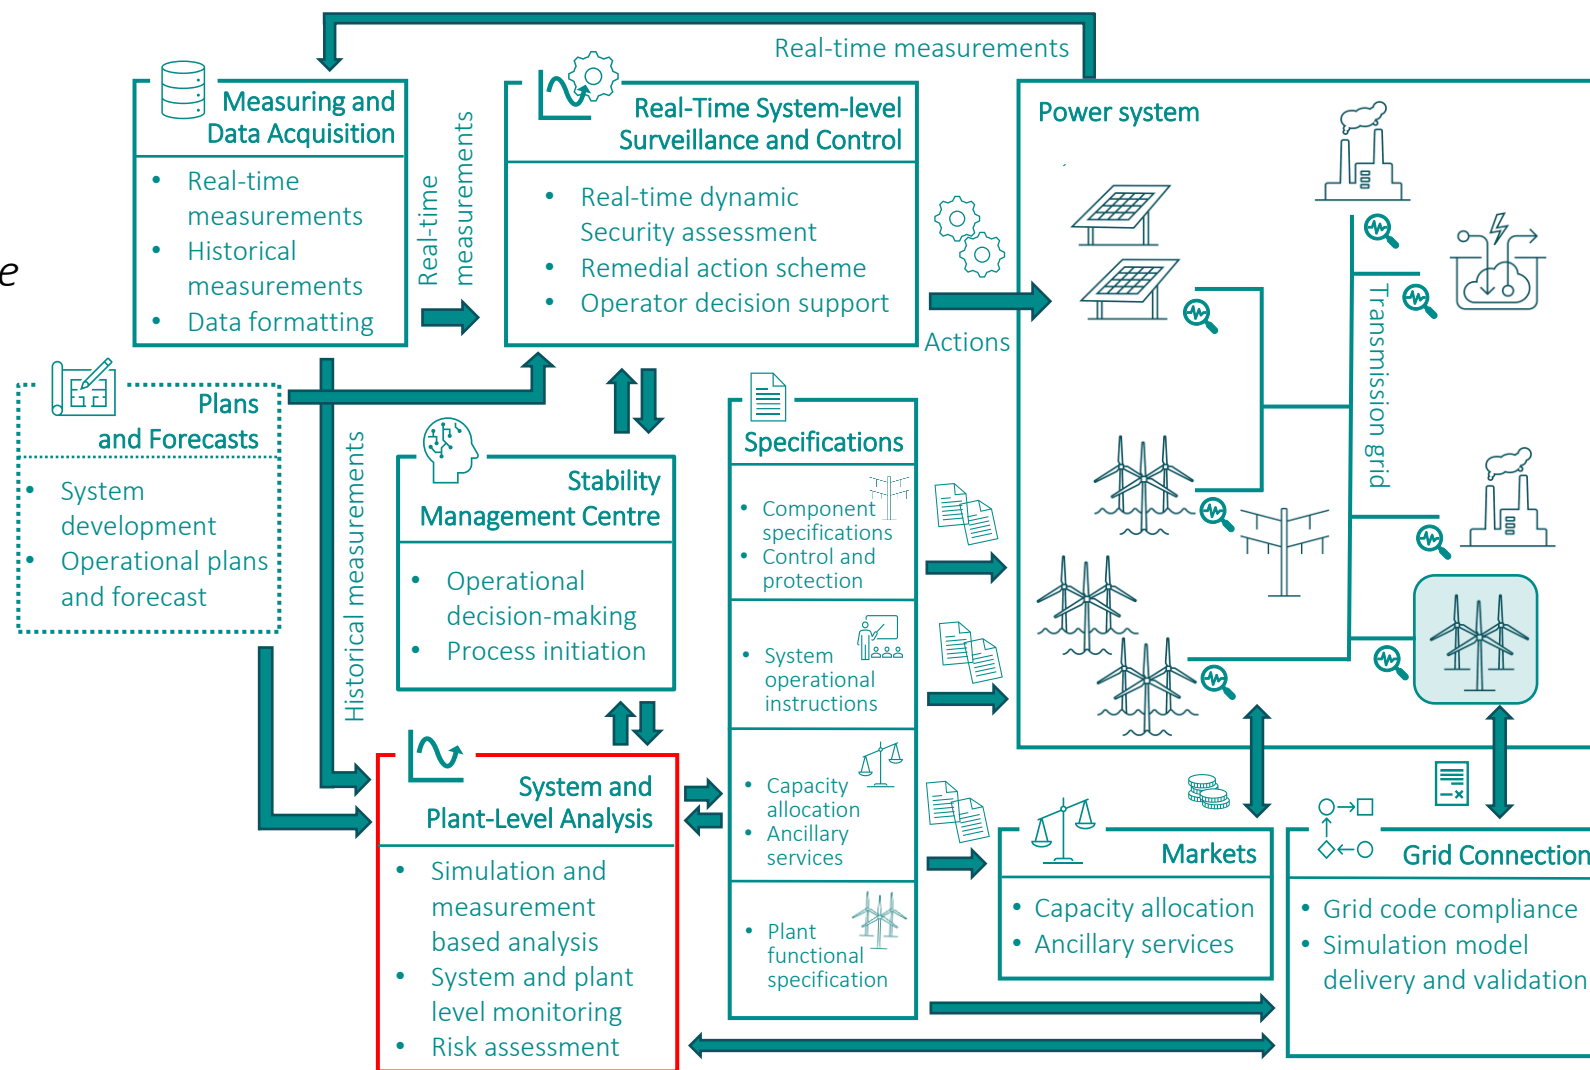 Real-time measurements
Measuring and
Data Acquisition
• Real-time
measurements
• Historical
measurements
• Data formatting
Real-time
measurements
Real-Time System-level
Surveillance and Control
• Real-time dynamic
Security assessment
• Remedial action scheme
• Operator decision support
Actions
Power system
Transmission grid
e
Plans
and Forecasts
• System
development
• Operational plans
and forecast
Historical measurements
Stability
Management Centre
• Operational
decision-making
• Process initiation
System and
Plant-Level Analysis
• Simulation and
measurement
based analysis
• System and plant
level monitoring
• Risk assessment
Specifications
• Component
specifications
• Control and
protection
• System
operational
instructions
• Capacity
allocation
• Ancillary
services
• Plant
functional
specification
Markets
• Capacity allocation
• Ancillary services
Grid Connection
• Grid code compliance
• Simulation model
delivery and validation